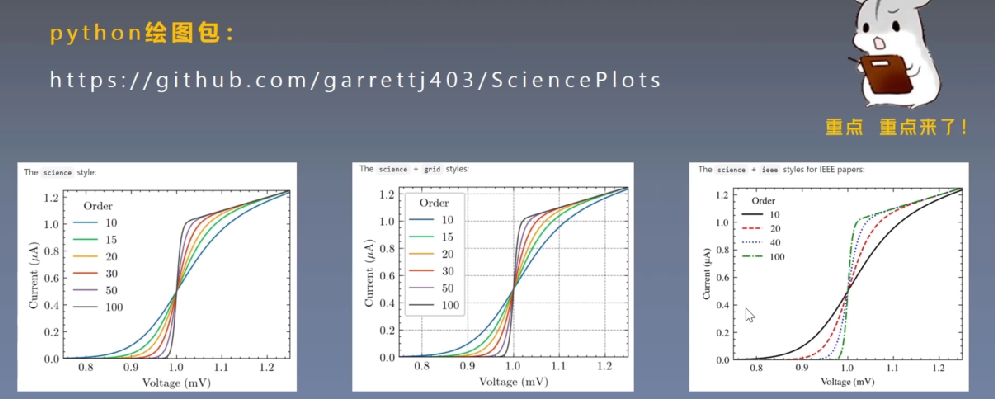 python绘图包：
https://github.com/garrettj403/SciencePlots
重点 重点来了！
The science style:
1.2
1.0
0.8
0.6
0.4
0.2
0.0
Current (μA)
Order
10
15
20
30
50
100
0.8 0.9 1.0 1.1 1.2
Voltage (mV)
The science + grid styles:
1.2
1.0
0.8
0.6
0.4
0.2
0.0
Current (μA)
Order
10
15
20
30
50
100
0.8 0.9 1.0 1.1 1.2
Voltage (mV)
The science + ieee styles for IEEE papers:
1.2
1.0
0.8
0.6
0.4
0.2
0.0
Current (μA)
Order
10
20
40
100
0.8 0.9 1.0 1.1 1.2
Voltage (mV)